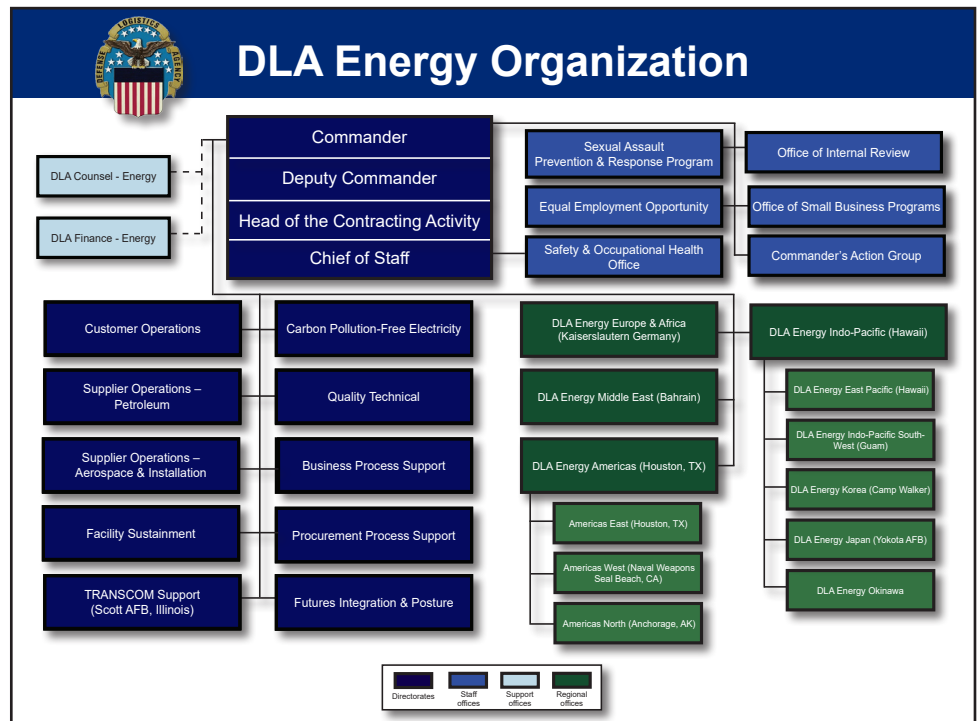 DEFENSE LOGISTICS AGENCY
DLA Energy Organization
Commander
Deputy Commander
Head of the Contracting Activity
Chief of Staff
DLA Counsel - Energy
DLA Finance - Energy
Sexual Assault
Prevention & Response Program
Office of Internal Review
Equal Employment Opportunity
Office of Small Business Programs
Safety & Occupational Health
Office
Commander's Action Group
Customer Operations
Carbon Pollution-Free Electricity
Supplier Operations –
Petroleum
Quality Technical
Supplier Operations –
Aerospace & Installation
Business Process Support
Facility Sustainment
Procurement Process Support
TRANSCOM Support
(Scott AFB, Illinois)
Futures Integration & Posture
DLA Energy Europe & Africa
(Kaiserslautern Germany)
DLA Energy Middle East (Bahrain)
DLA Energy Americas (Houston, TX)
Americas East (Houston, TX)
Americas West (Naval Weapons
Seal Beach, CA)
Americas North (Anchorage, AK)
DLA Energy Indo-Pacific (Hawaii)
DLA Energy East Pacific (Hawaii)
DLA Energy Indo-Pacific South-
West (Guam)
DLA Energy Korea (Camp Walker)
DLA Energy Japan (Yokota AFB)
DLA Energy Okinawa
Directorates
Staff
offices
Support
offices
Regional
offices